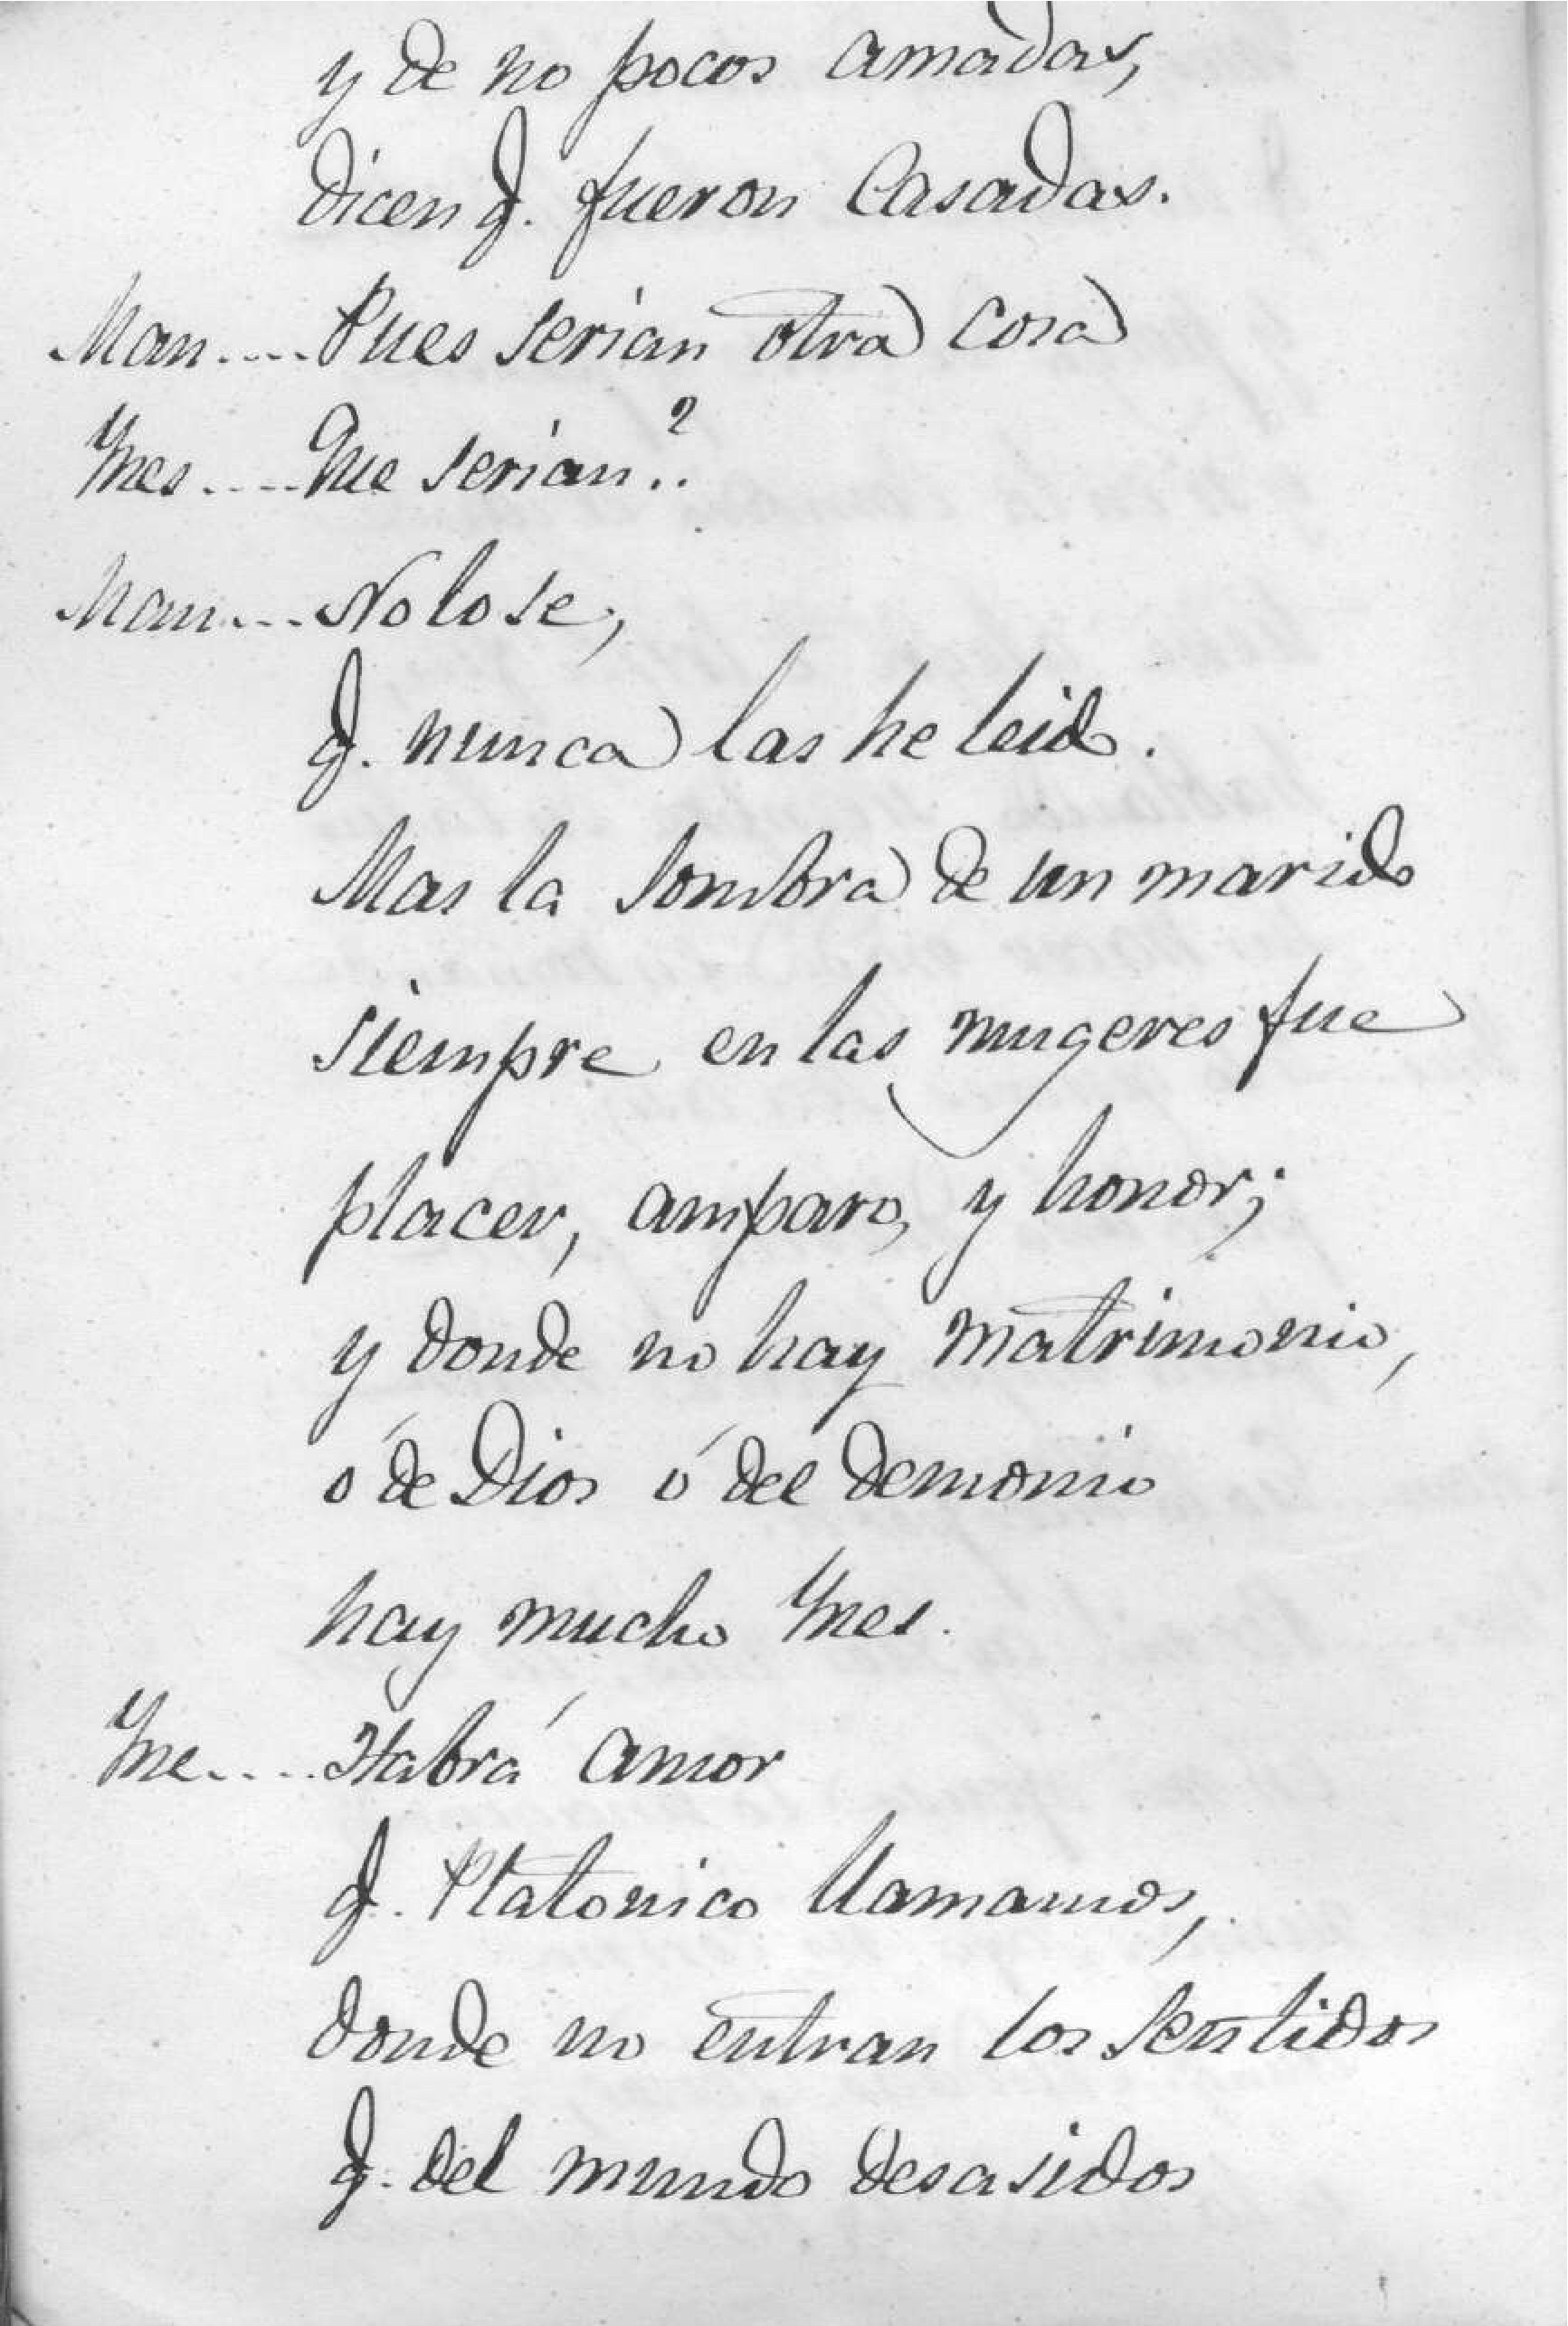 y de no pocos amadas,
dicen q. fueron Casadas.
Man.... Pues serian otra cosa
Ynes.... Que serian..?
Man... No lo se,
q. nunca las he leido.
Mas la sombra de un marido
siempre en las mugeres fue
placer, amparo, y honor;
y donde no hay matrimonio,
ó de Dios ó del demonio
hay mucho Ynes.
Yne.... Habrá amor
q. Platonico llamamos,
donde no entran los sentidos
q. del mundo desasidos